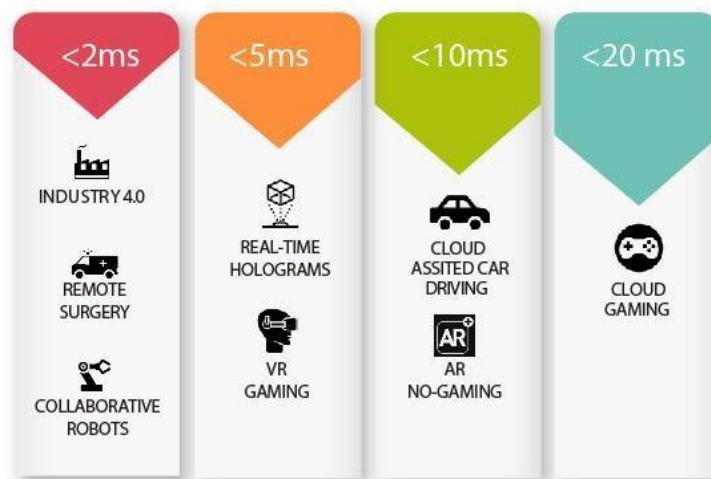 <2ms
INDUSTRY 4.0
REMOTE
SURGERY
COLLABORATIVE
ROBOTS
<5ms
REAL-TIME
HOLOGRAMS
VR
GAMING
<10ms
CLOUD
ASSITED CAR
DRIVING
AR+
AR
NO-GAMING
<20 ms
CLOUD
GAMING